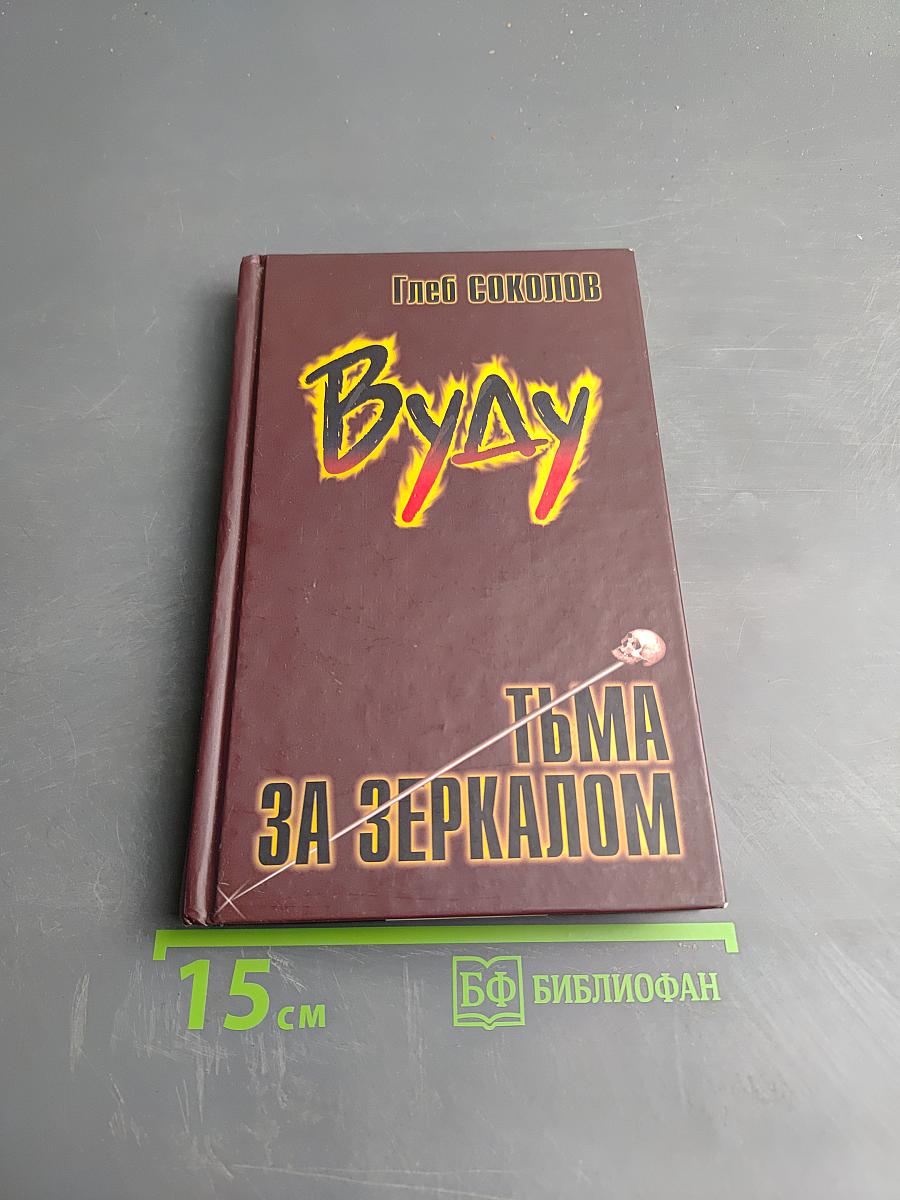 Глеб СОКОЛОВ
Вуду
ТЬМА
ЗА ЗЕРКАЛОМ
15 см
БФ БИБЛИОФАН